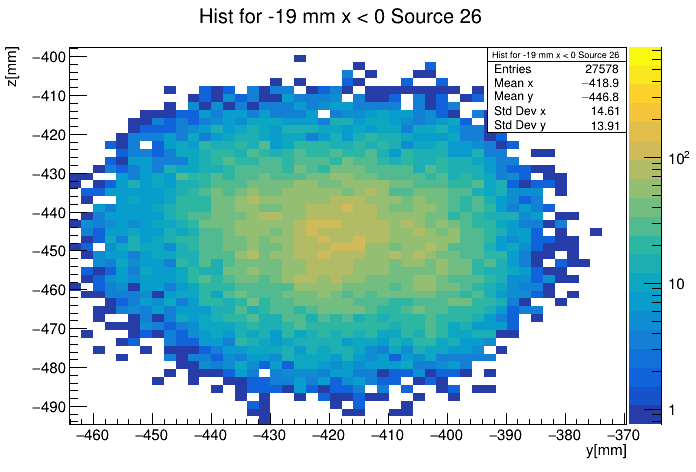 Hist for -19 mm x < 0 Source 26
z[mm]
−400
−410
−420
−430
−440
−450
−460
−470
−480
−490
Hist for -19 mm x < 0 Source 26
Entries 27578
Mean x −418.9
Mean y −446.8
Std Dev x 14.61
Std Dev y 13.91
10²
10
1
−460 −450 −440 −430 −420 −410 −400 −390 −380 −370
y[mm]